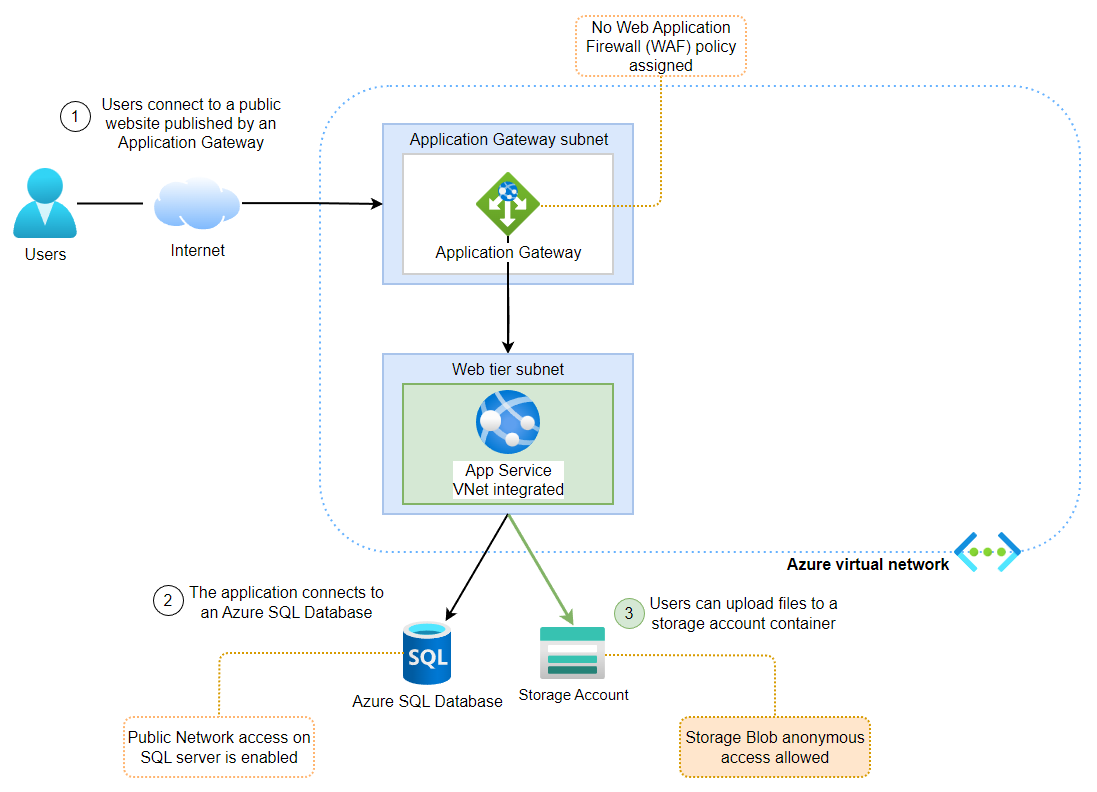 No Web Application
Firewall (WAF) policy
assigned
1
Users connect to a public
website published by an
Application Gateway
Application Gateway subnet
Users
Internet
Application Gateway
Web tier subnet
App Service
VNet integrated
Azure virtual network
2
The application connects to
an Azure SQL Database
3
Users can upload files to a
storage account container
SQL
Azure SQL Database
Storage Account
Public Network access on
SQL server is enabled
Storage Blob anonymous
access allowed